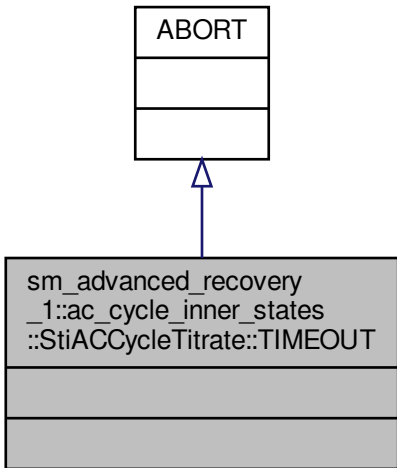 ABORT
sm_advanced_recovery
_1::ac_cycle_inner_states
::StiACCycleTitrate::TIMEOUT